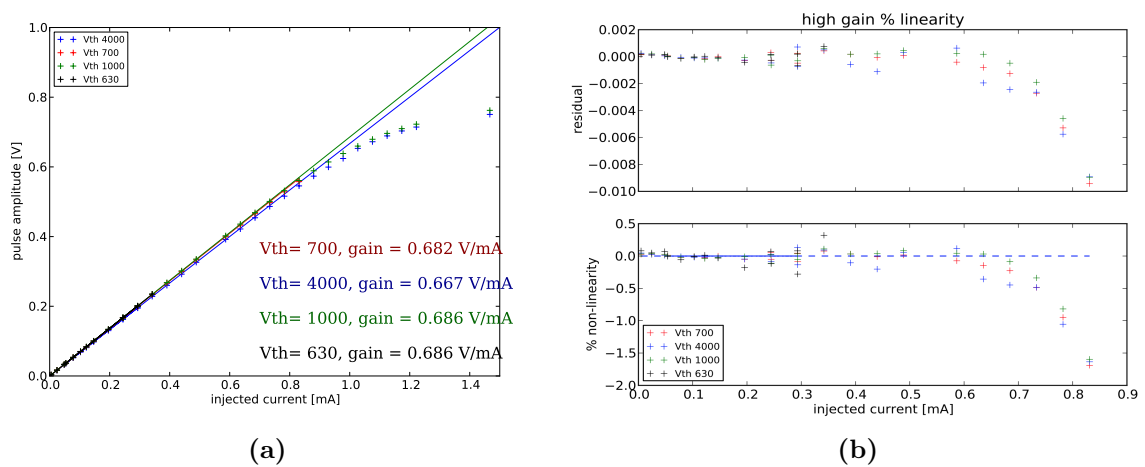 1.0
0.8
0.6
0.4
0.2
0.0
pulse amplitude [V]
Vth 4000
Vth 700
Vth 1000
Vth 630
Vth= 700, gain = 0.682 V/mA
Vth= 4000, gain = 0.667 V/mA
Vth= 1000, gain = 0.686 V/mA
Vth= 630, gain = 0.686 V/mA
0.0 0.2 0.4 0.6 0.8 1.0 1.2 1.4
injected current [mA]
(a)
high gain % linearity
0.002
0.000
−0.002
−0.004
−0.006
−0.008
−0.010
residual
0.5
0.0
−0.5
−1.0
−1.5
−2.0
% non-linearity
Vth 700
Vth 4000
Vth 1000
Vth 630
0.0 0.1 0.2 0.3 0.4 0.5 0.6 0.7 0.8 0.9
injected current [mA]
(b)